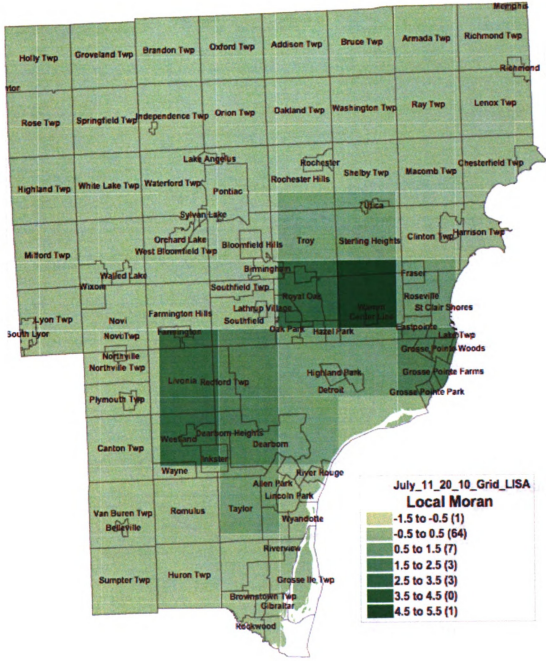 Memphis
Holly Twp
Groveland Twp
Brandon Twp
Oxford Twp
Addison Twp
Bruce Twp
Armada Twp
Richmond Twp
Richmond
Rose Twp
Springfield Twp
Independence Twp
Orion Twp
Oakland Twp
Washington Twp
Ray Twp
Lenox Twp
Lake Angelus
Rochester
Chesterfield Twp
Highland Twp
White Lake Twp
Waterford Twp
Pontiac
Rochester Hills
Shelby Twp
Macomb Twp
Sylvan Lake
Utica
Milford Twp
Orchard Lake
West Bloomfield Twp
Bloomfield Hills
Troy
Sterling Heights
Clinton Twp
Harrison Twp
Walled Lake
Wixom
Birmingham
Fraser
Southfield Twp
Royal Oak
Warren
Center Line
Roseville
St Clair Shores
Lyon Twp
South Lyon
Novi
Farmington Hills
Lathrup Village
Southfield
Oak Park
Hazel Park
Eastpointe
Novi Twp
Farmington
Lake Twp
Northville
Northville Twp
Grosse Pointe Woods
Livonia
Redford Twp
Highland Park
Detroit
Grosse Pointe Farms
Grosse Pointe Park
Plymouth Twp
Canton Twp
Westland
Dearborn Heights
Dearborn
Inkster
Wayne
River Rouge
Allen Park
Lincoln Park
Van Buren Twp
Belleville
Romulus
Taylor
Wyandotte
Riverview
Sumpter Twp
Huron Twp
Grosse Ile Twp
Brownstown Twp
Gibraltar
Rockwood
July_11_20_10_Grid_LISA
Local Moran
-1.5 to -0.5 (1)
-0.5 to 0.5 (64)
0.5 to 1.5 (7)
1.5 to 2.5 (3)
2.5 to 3.5 (3)
3.5 to 4.5 (0)
4.5 to 5.5 (1)